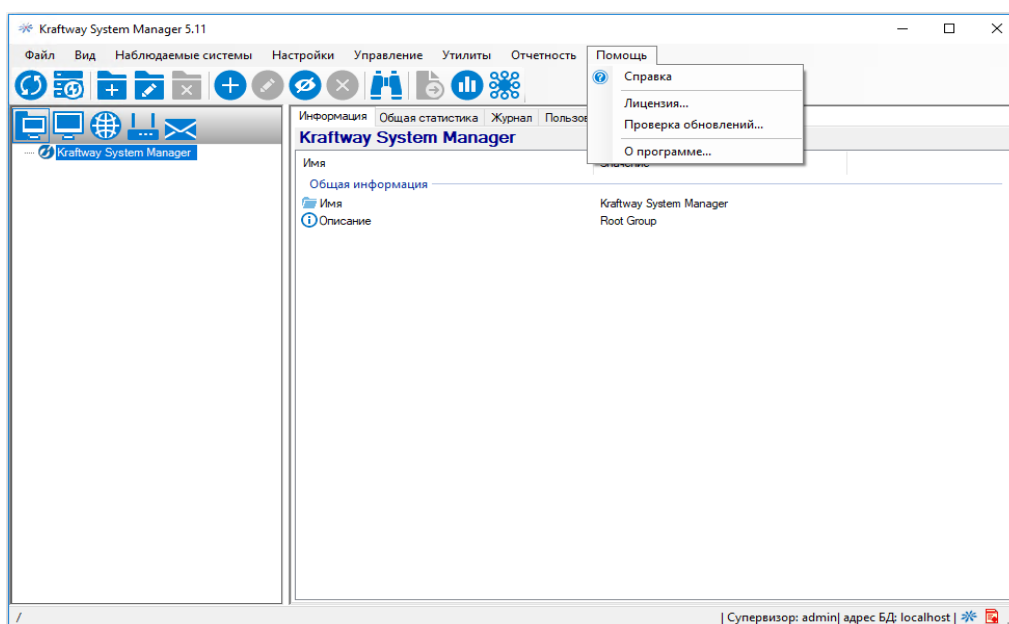 Kraftway System Manager 5.11
Файл Вид Наблюдаемые системы Настройки Управление Утилиты Отчетность Помощь
Справка
Лицензия...
Проверка обновлений...
О программе...
Информация Общая статистика Журнал
Kraftway System Manager
Kraftway System Manager
Имя
Общая информация
Имя Kraftway System Manager
Описание Root Group
/ | Супервизор: admin| адрес БД: localhost |